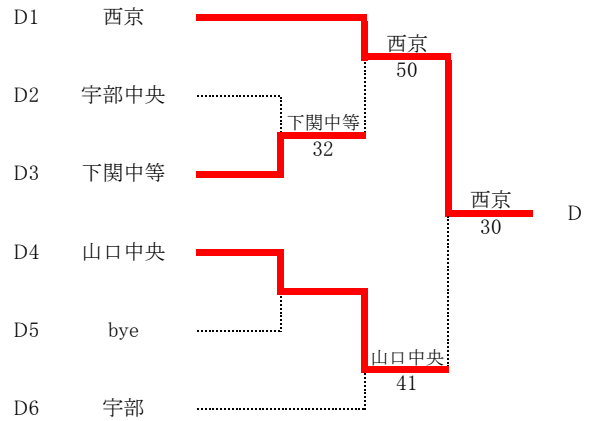 D1 西京
西京
50
D2 宇部中央
下関中等
32
D3 下関中等
西京
30
D
D4 山口中央
D5 bye
山口中央
41
D6 宇部